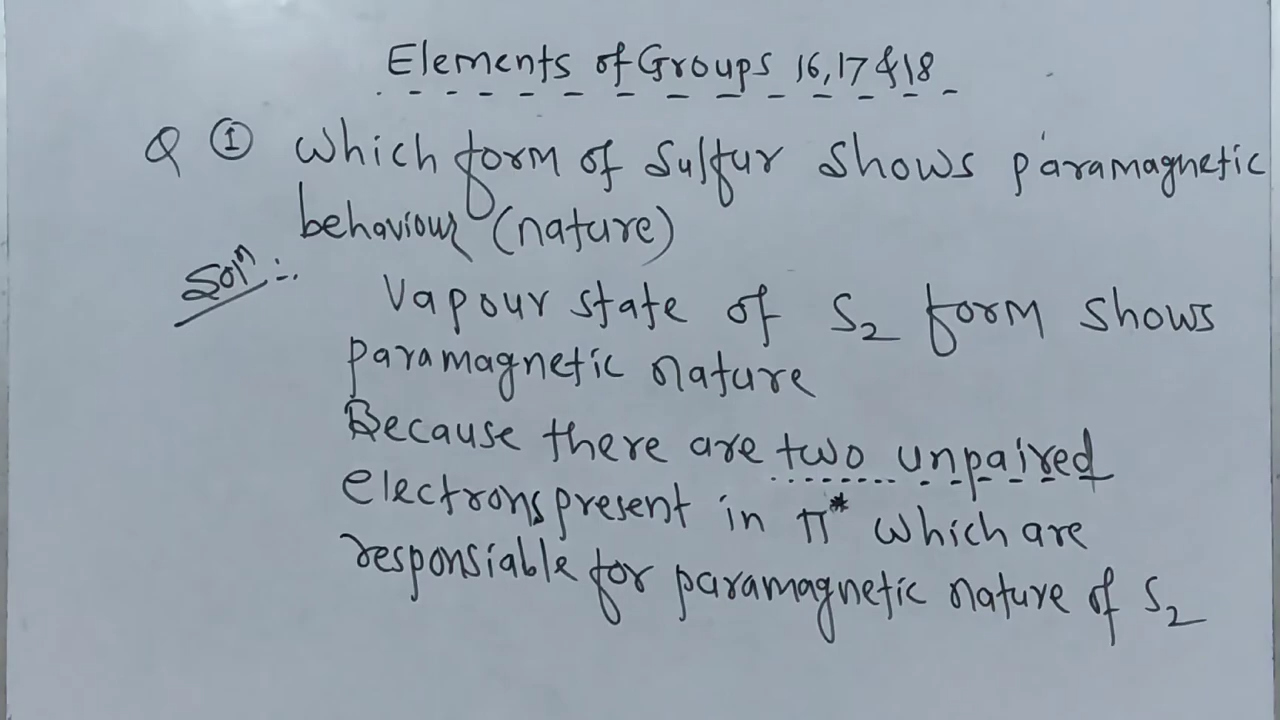 Elements of Groups 16,17 & 18
Q ① Which form of Sulfur shows paramagnetic
behaviour (nature)
Solⁿ :-
Vapour state of S₂ form shows
paramagnetic nature
Because there are two unpaired
electrons present in π* which are
responsiable for paramagnetic nature of S₂